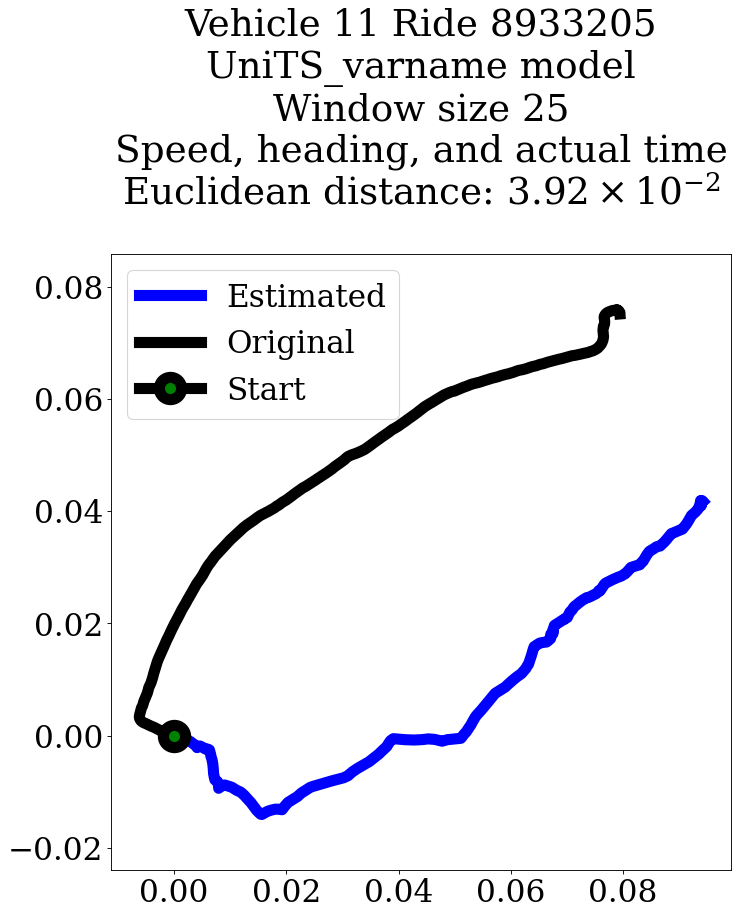 Vehicle 11 Ride 8933205
UniTS_varname model
Window size 25
Speed, heading, and actual time
Euclidean distance: 3.92 × 10⁻²
Estimated
Original
Start
0.08
0.06
0.04
0.02
0.00
−0.02
0.00 0.02 0.04 0.06 0.08